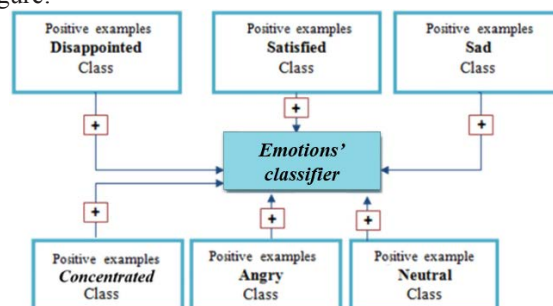 gure.
Positive examples
Disappointed
Class
Positive examples
Satisfied
Class
Positive examples
Sad
Class
+
+
+
Emotions’
classifier
+
+
+
Positive examples
Concentrated
Class
Positive examples
Angry
Class
Positive example
Neutral
Class